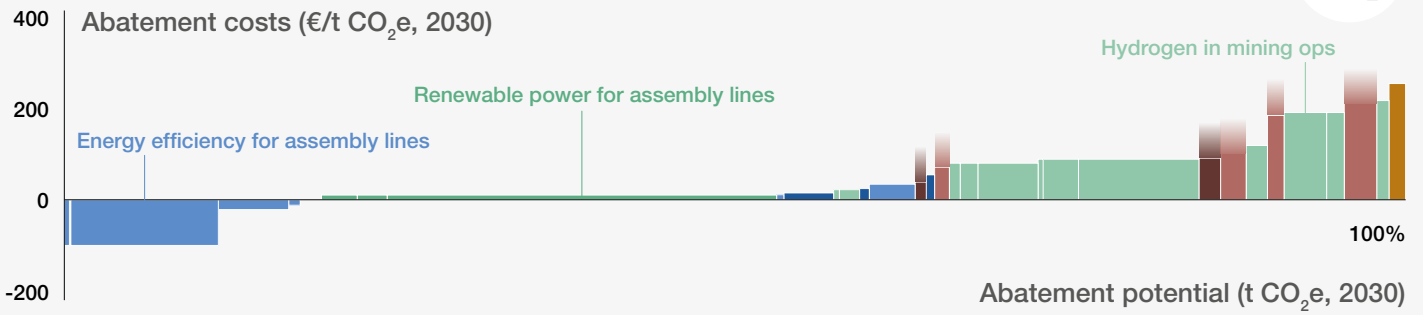 400
Abatement costs (€/t CO₂e, 2030)
Hydrogen in mining ops
200
Renewable power for assembly lines
Energy efficiency for assembly lines
0
100%
-200
Abatement potential (t CO₂e, 2030)